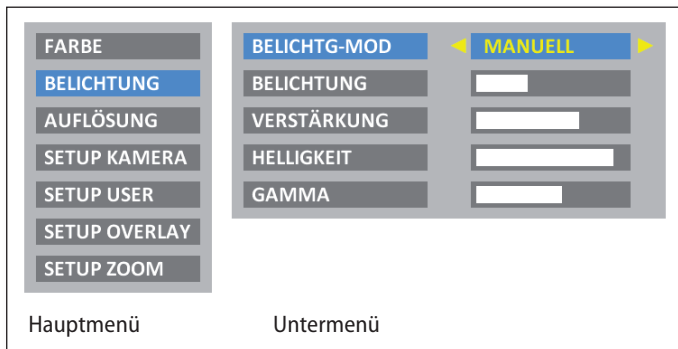 FARBE
BELICHTUNG
AUFLÖSUNG
SETUP KAMERA
SETUP USER
SETUP OVERLAY
SETUP ZOOM
BELICHTG-MOD MANUELL
BELICHTUNG
VERSTÄRKUNG
HELLIGKEIT
GAMMA
Hauptmenü Untermenü